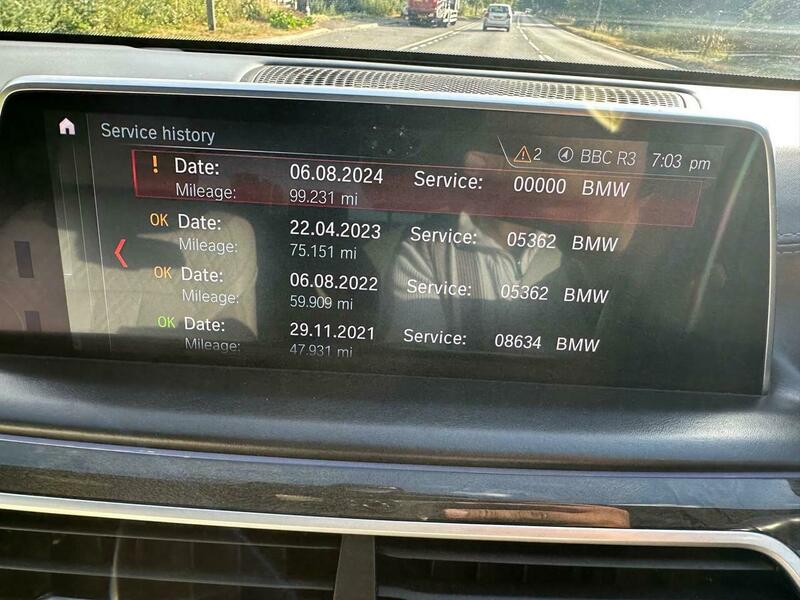 Service history
2 BBC R3 7:03 pm
! Date: 06.08.2024 Service: 00000 BMW
Mileage: 99.231 mi
OK Date: 22.04.2023 Service: 05362 BMW
Mileage: 75.151 mi
OK Date: 06.08.2022 Service: 05362 BMW
Mileage: 59.909 mi
OK Date: 29.11.2021 Service: 08634 BMW
Mileage: 47.931 mi